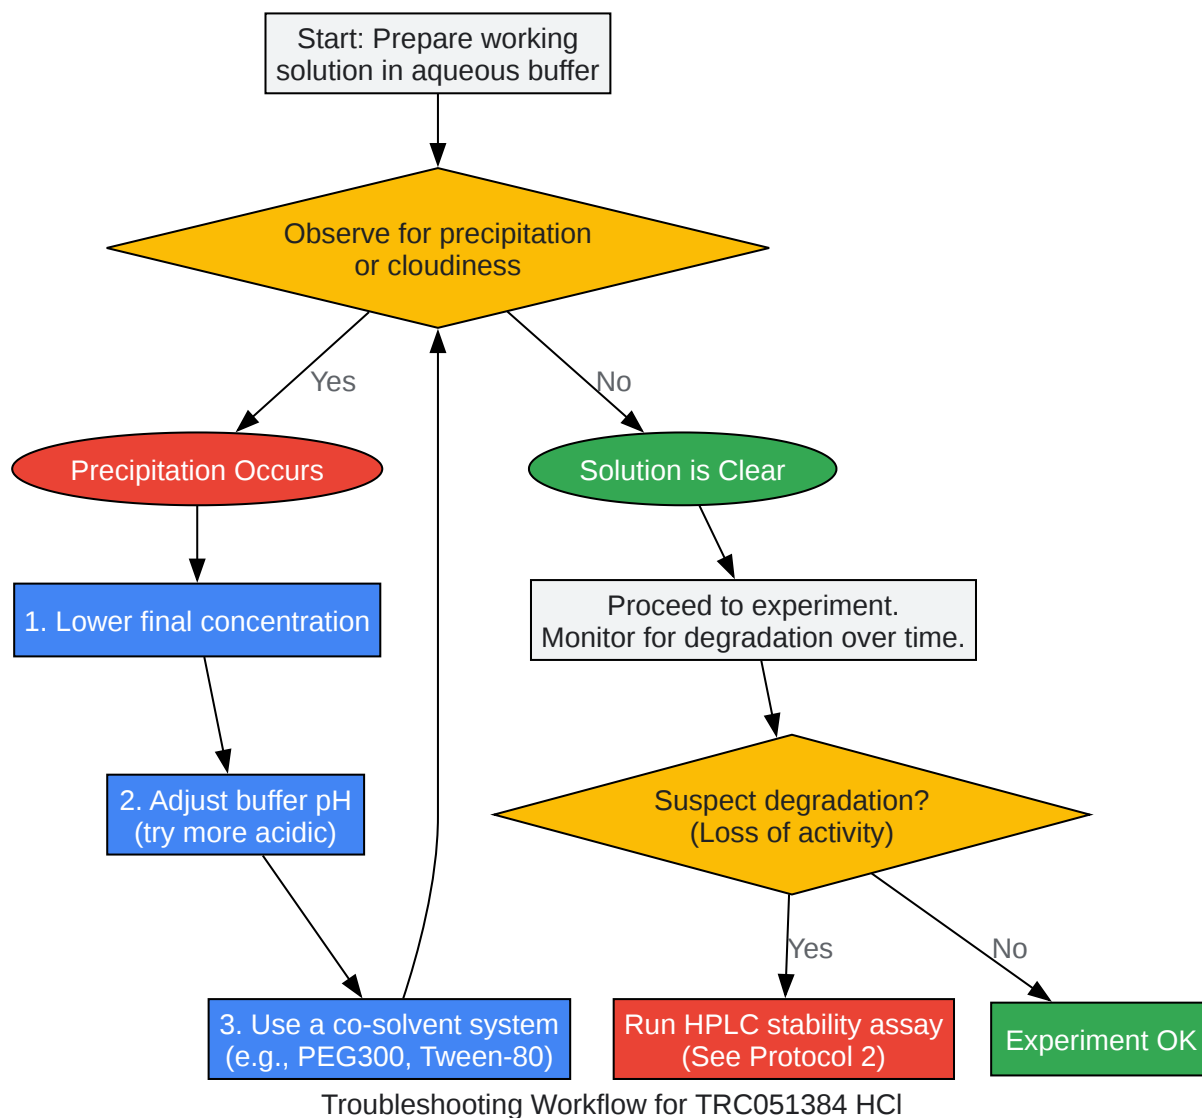 Start: Prepare working
solution in aqueous buffer
Observe for precipitation
or cloudiness
Yes
No
Precipitation Occurs
Solution is Clear
1. Lower final concentration
Proceed to experiment.
Monitor for degradation over time.
2. Adjust buffer pH
(try more acidic)
Suspect degradation?
(Loss of activity)
Yes
No
3. Use a co-solvent system
(e.g., PEG300, Tween-80)
Run HPLC stability assay
(See Protocol 2)
Experiment OK
Troubleshooting Workflow for TRC051384 HCl